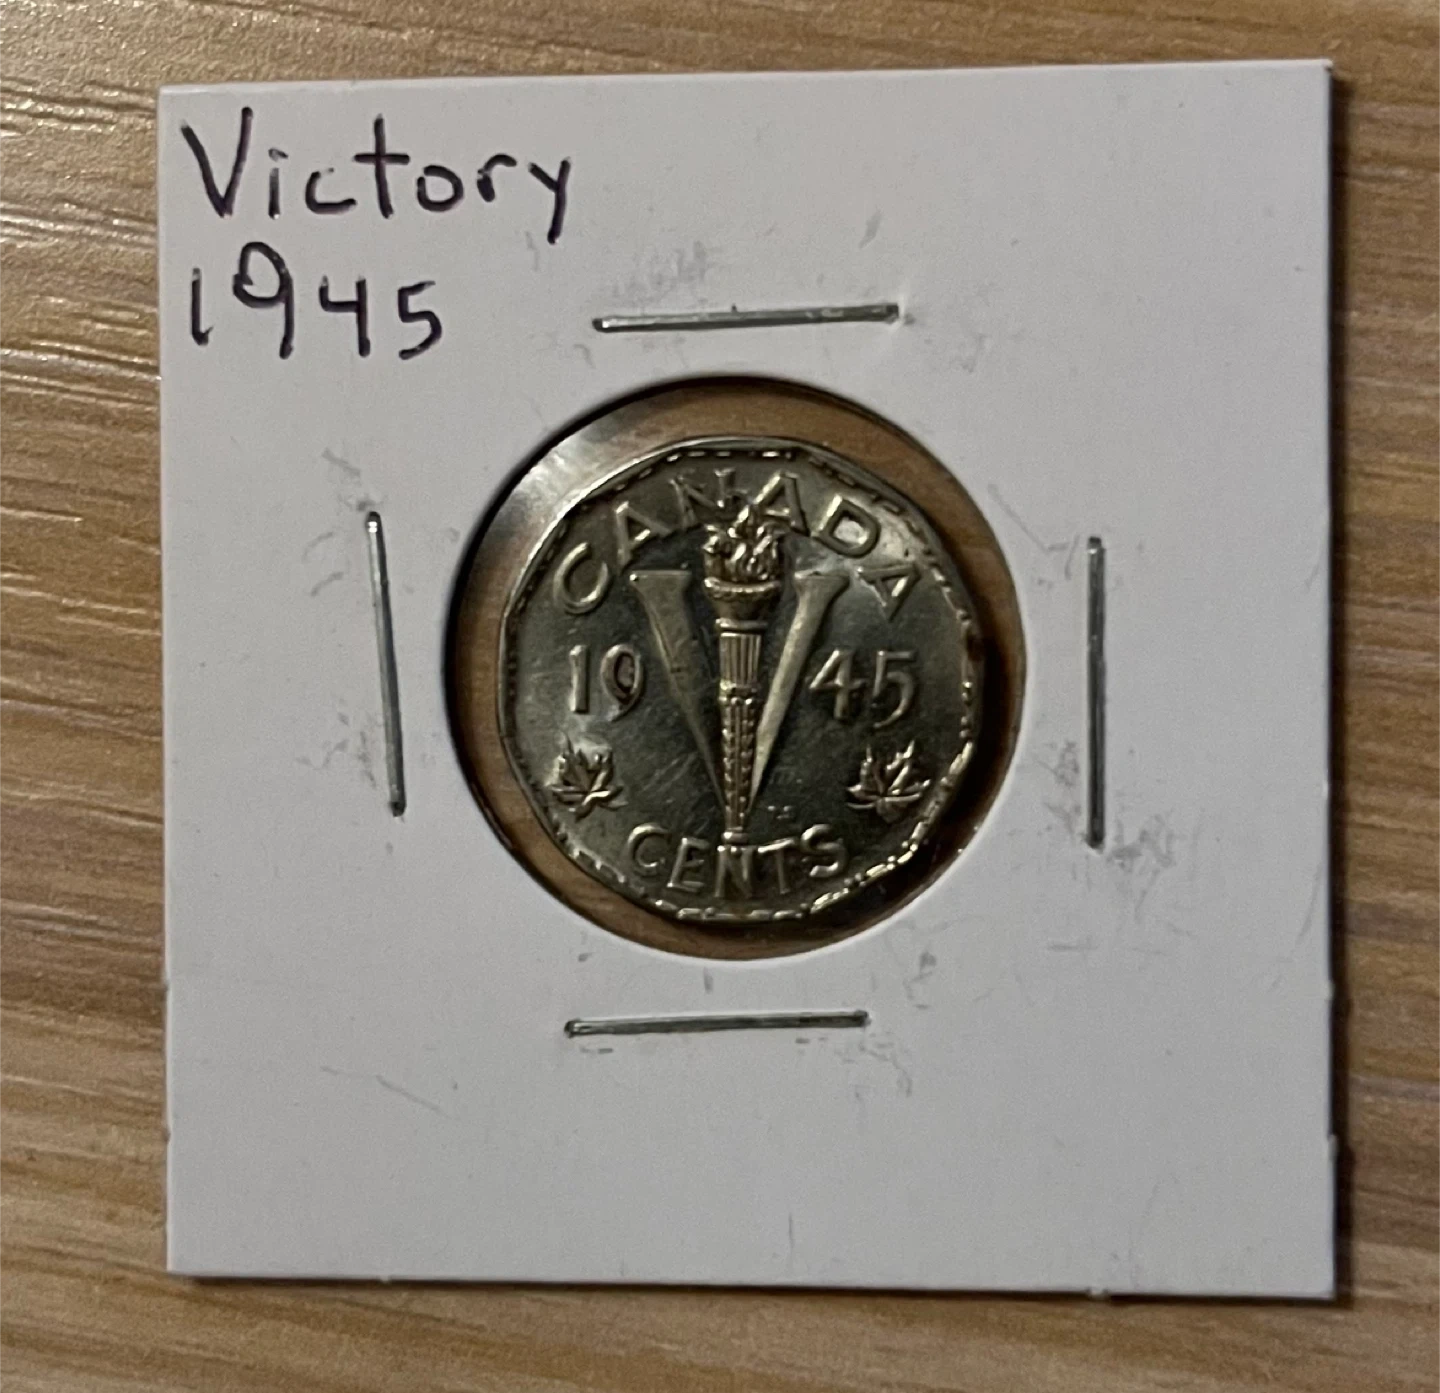 Victory
1945
CANADA
19 V 45
CENTS